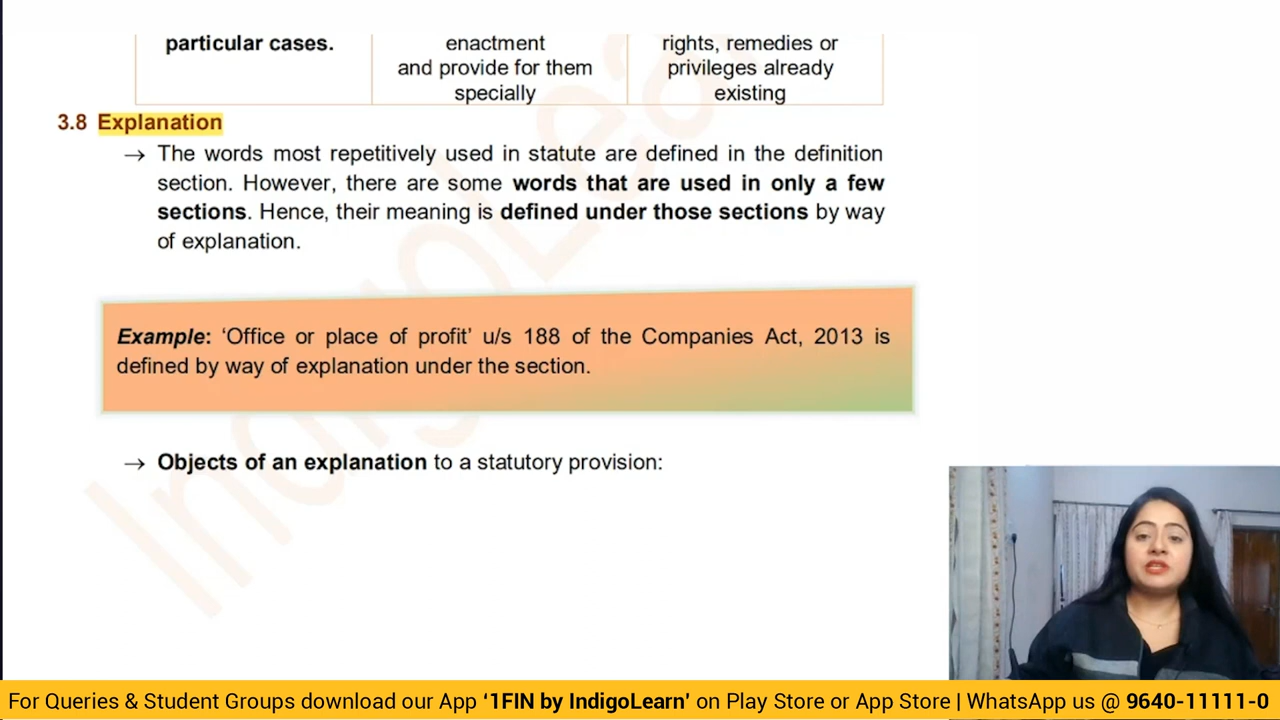 particular cases.
enactment
and provide for them
specially
rights, remedies or
privileges already
existing
3.8 Explanation
→ The words most repetitively used in statute are defined in the definition
section. However, there are some words that are used in only a few
sections. Hence, their meaning is defined under those sections by way
of explanation.
Example: ‘Office or place of profit’ u/s 188 of the Companies Act, 2013 is
defined by way of explanation under the section.
→ Objects of an explanation to a statutory provision:
For Queries & Student Groups download our App ‘1FIN by IndigoLearn’ on Play Store or App Store | WhatsApp us @ 9640-11111-0
IndigoLea